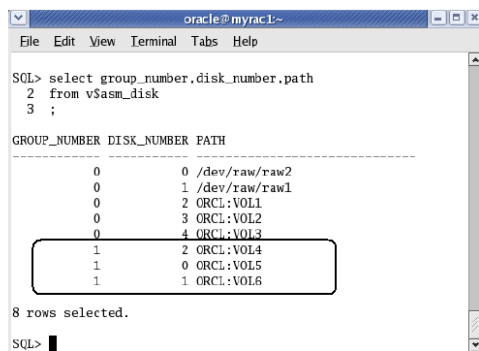 oracle@myrac1:~
File Edit View Terminal Tabs Help
SQL> select group_number,disk_number,path
2 from v$asm_disk
3 ;
GROUP_NUMBER DISK_NUMBER PATH
------------ ----------- ------------------------------
0 0 /dev/raw/raw2
0 1 /dev/raw/raw1
0 2 ORCL:VOL1
0 3 ORCL:VOL2
0 4 ORCL:VOL3
1 2 ORCL:VOL4
1 0 ORCL:VOL5
1 1 ORCL:VOL6
8 rows selected.
SQL>